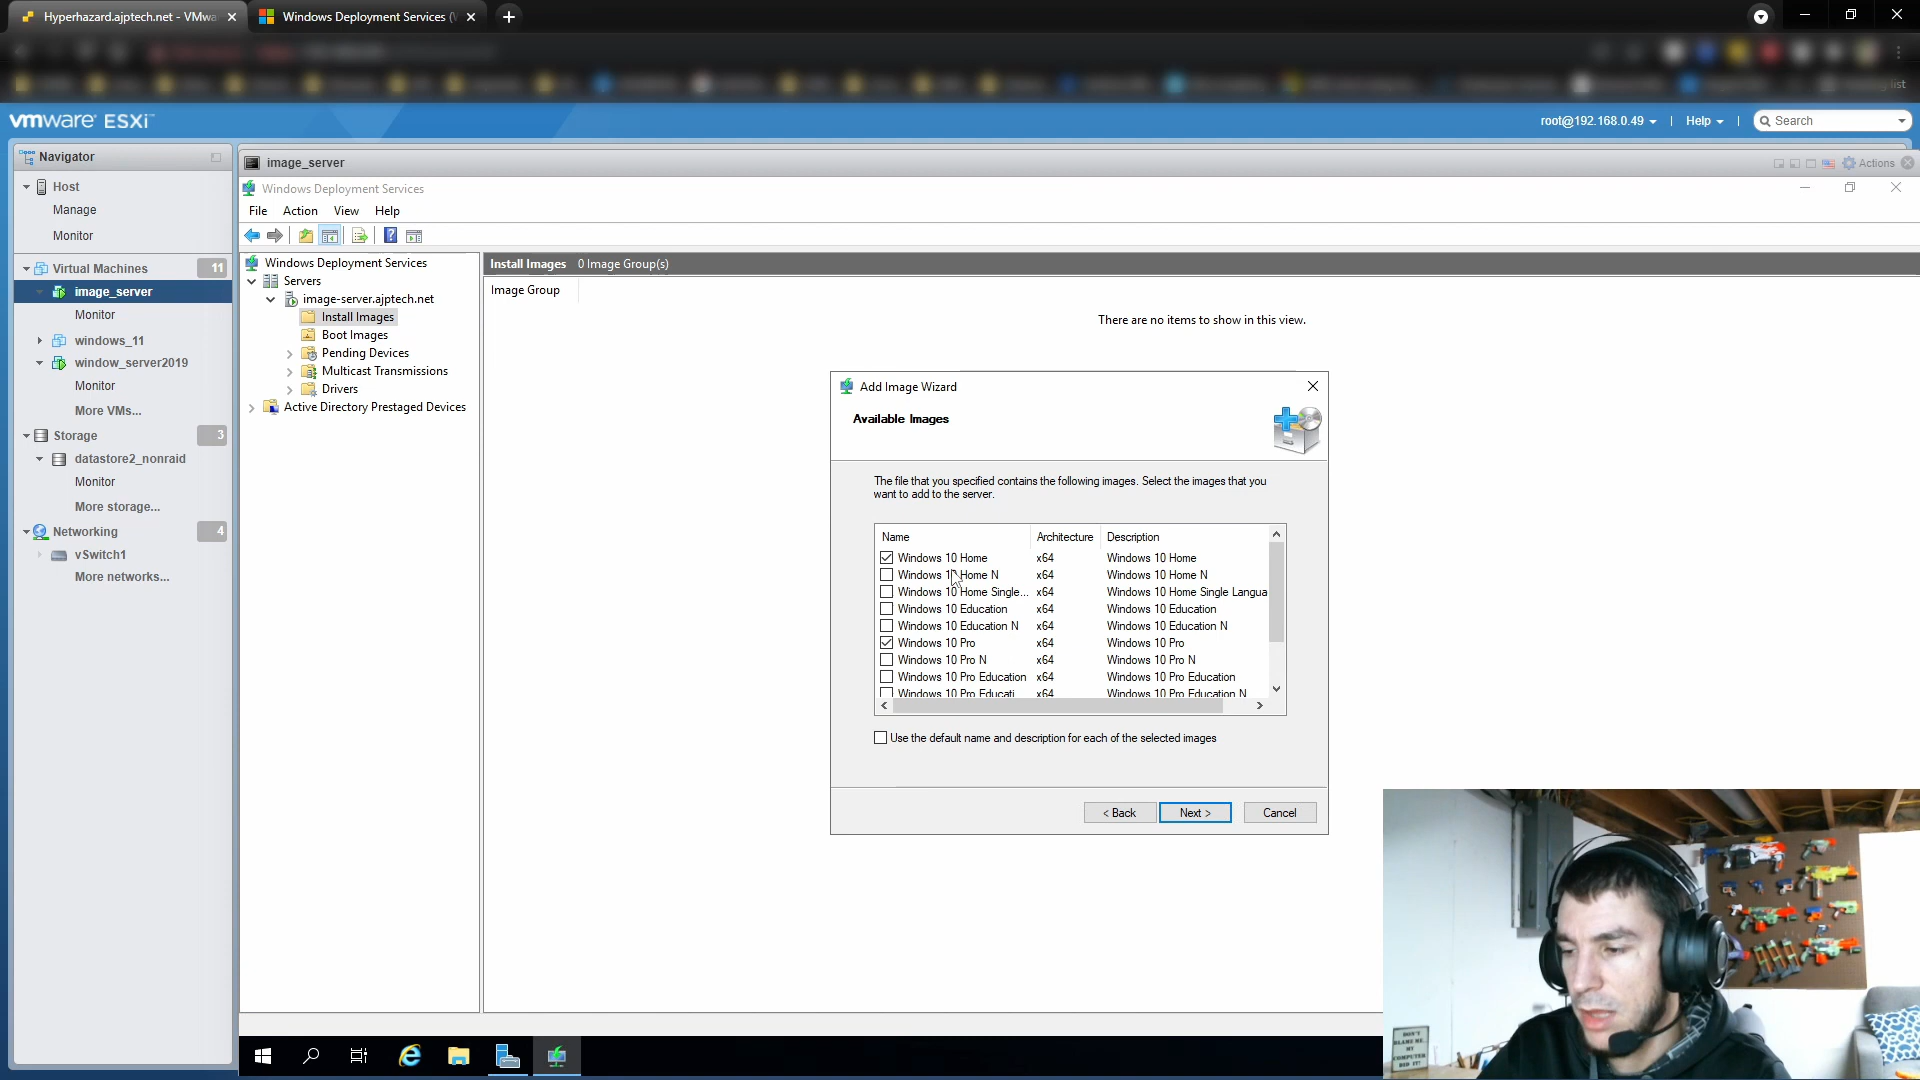 Hyperhazard.ajptech.net - VMwa
Windows Deployment Services (
vmware ESXi
root@192.168.0.49
Help
Search
Navigator
Host
Manage
Monitor
Virtual Machines
11
image_server
Monitor
windows_11
window_server2019
Monitor
More VMs...
Storage
3
datastore2_nonraid
Monitor
More storage...
Networking
4
vSwitch1
More networks...
image_server
Actions
Windows Deployment Services
File Action View Help
Windows Deployment Services
Servers
image-server.ajptech.net
Install Images
Boot Images
Pending Devices
Multicast Transmissions
Drivers
Active Directory Prestaged Devices
Install Images 0 Image Group(s)
Image Group
There are no items to show in this view.
Add Image Wizard
Available Images
The file that you specified contains the following images. Select the images that you
want to add to the server.
Name Architecture Description
Windows 10 Home x64 Windows 10 Home
Windows 10 Home N x64 Windows 10 Home N
Windows 10 Home Single... x64 Windows 10 Home Single Langua
Windows 10 Education x64 Windows 10 Education
Windows 10 Education N x64 Windows 10 Education N
Windows 10 Pro x64 Windows 10 Pro
Windows 10 Pro N x64 Windows 10 Pro N
Windows 10 Pro Education x64 Windows 10 Pro Education
Windows 10 Pro Educati... x64 Windows 10 Pro Education N
Use the default name and description for each of the selected images
< Back
Next >
Cancel
DON'T
BLAME ME.
MY
COMPUTER
DID IT!